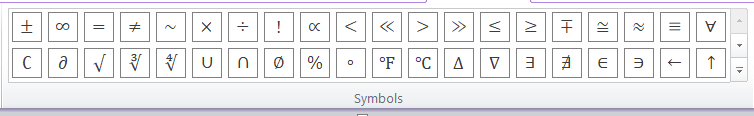 ± ∞ = ≠ ~ × ÷ ! ∝ < ≪ > ≫ ≤ ≥ ∓ ≅ ≈ ≡ ∀
∁ ∂ √ ∛ ∜ ∪ ∩ ∅ % ° °F °C ∆ ∇ ∃ ∄ ∈ ∋ ← ↑
Symbols